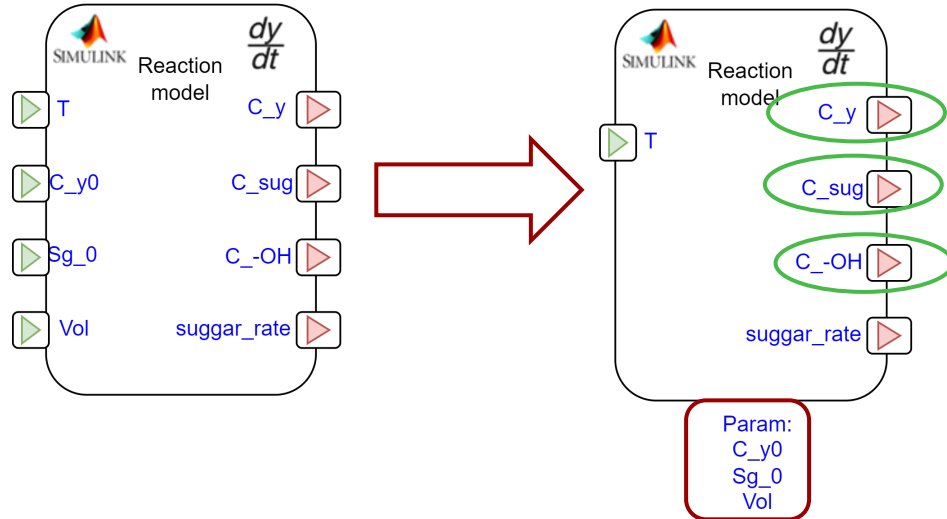 SIMULINK
dy
dt
Reaction
model
T
C_y
C_y0
C_sug
Sg_0
C_-OH
Vol
suggar_rate
SIMULINK
dy
dt
Reaction
model
C_y
T
C_sug
C_-OH
suggar_rate
Param:
C_y0
Sg_0
Vol